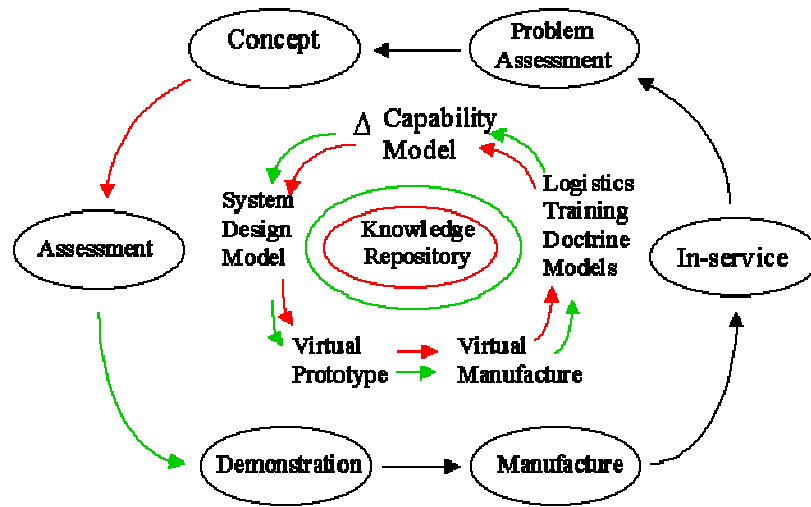 Concept
Problem
Assessment
Δ Capability
Model
System
Design
Model
Knowledge
Repository
Logistics
Training
Doctrine
Models
Assessment
In-service
Virtual
Prototype
Virtual
Manufacture
Demonstration
Manufacture